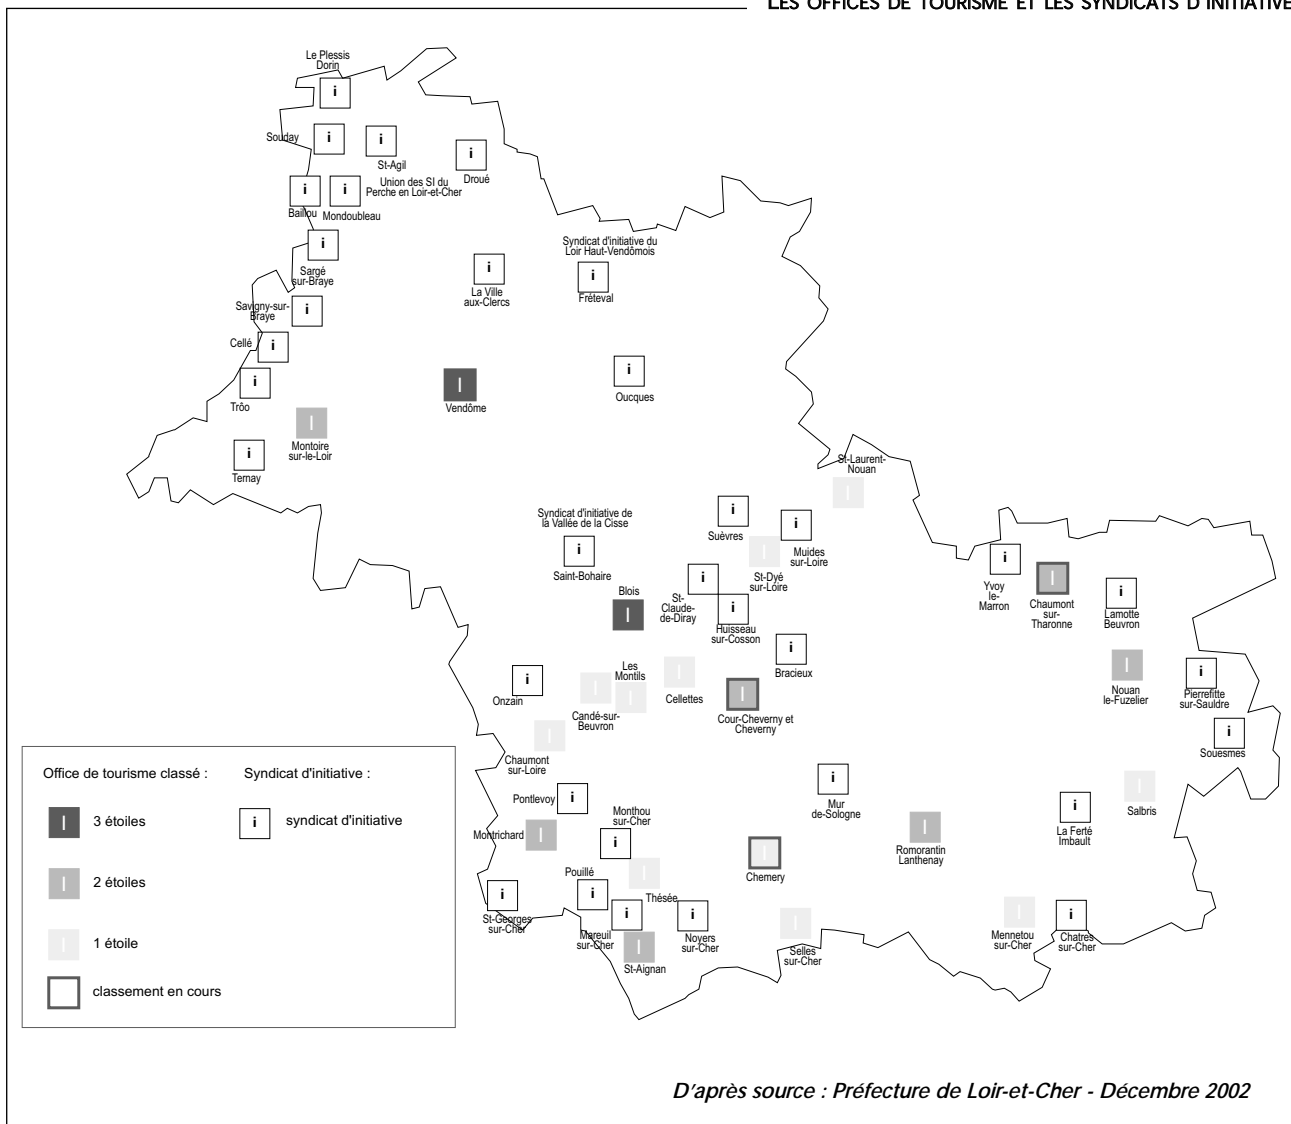 LES OFFICES DE TOURISME ET LES SYNDICATS D'INITIATIVE
Le Plessis
Dorin
Souday
St-Agil
Droué
Union des SI du
Perche en Loir-et-Cher
Baillou
Mondoubleau
Sargé
sur-Braye
Syndicat d'initiative du
Loir Haut-Vendômois
Fréteval
La Ville
aux-Clercs
Savigny-sur-
Braye
Cellé
Trôo
Vendôme
Oucques
Montoire
sur-le-Loir
Ternay
St-Laurent-
Nouan
Syndicat d'initiative de
la Vallée de la Cisse
Saint-Bohaire
Suèvres
Muides
sur-Loire
St-Dyé
sur-Loire
Blois
St-
Claude-
de-Diray
Huisseau
sur-Cosson
Yvoy
le-
Marron
Chaumont
sur-
Tharonne
Lamotte
Beuvron
Bracieux
Les
Montils
Onzain
Candé-sur-
Beuvron
Cellettes
Cour-Cheverny et
Cheverny
Nouan
le-Fuzelier
Pierrefitte
sur-Sauldre
Souesmes
Chaumont
sur-Loire
Pontlevoy
Monthou
sur-Cher
Montrichard
Mur
de-Sologne
Romorantin
Lanthenay
La Ferté
Imbault
Salbris
Chemery
Pouillé
Thésée
St-Georges
sur-Cher
Mareuil
sur-Cher
St-Aignan
Noyers
sur-Cher
Selles
sur-Cher
Mennetou
sur-Cher
Chatres
sur-Cher
Office de tourisme classé :
Syndicat d'initiative :
3 étoiles
i syndicat d'initiative
2 étoiles
1 étoile
classement en cours
D'après source : Préfecture de Loir-et-Cher - Décembre 2002